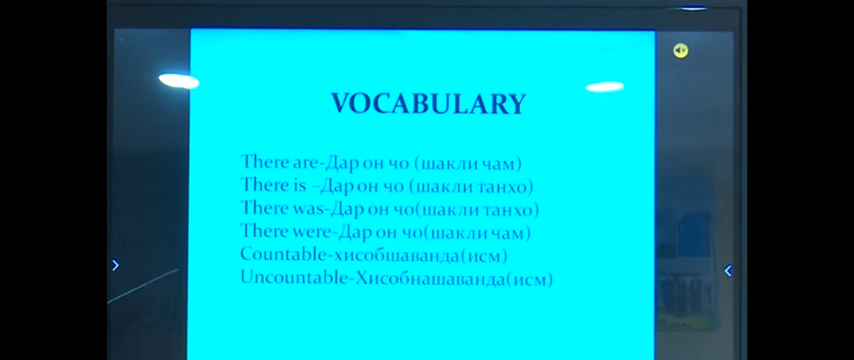 VOCABULARY
There are-Дар он чо (шакли чам)
There is –Дар он чо (шакли танхо)
There was-Дар он чо(шакли танхо)
There were-Дар он чо(шакли чам)
Countable-хисобшаванда(исм)
Uncountable-Хисобнашаванда(исм)